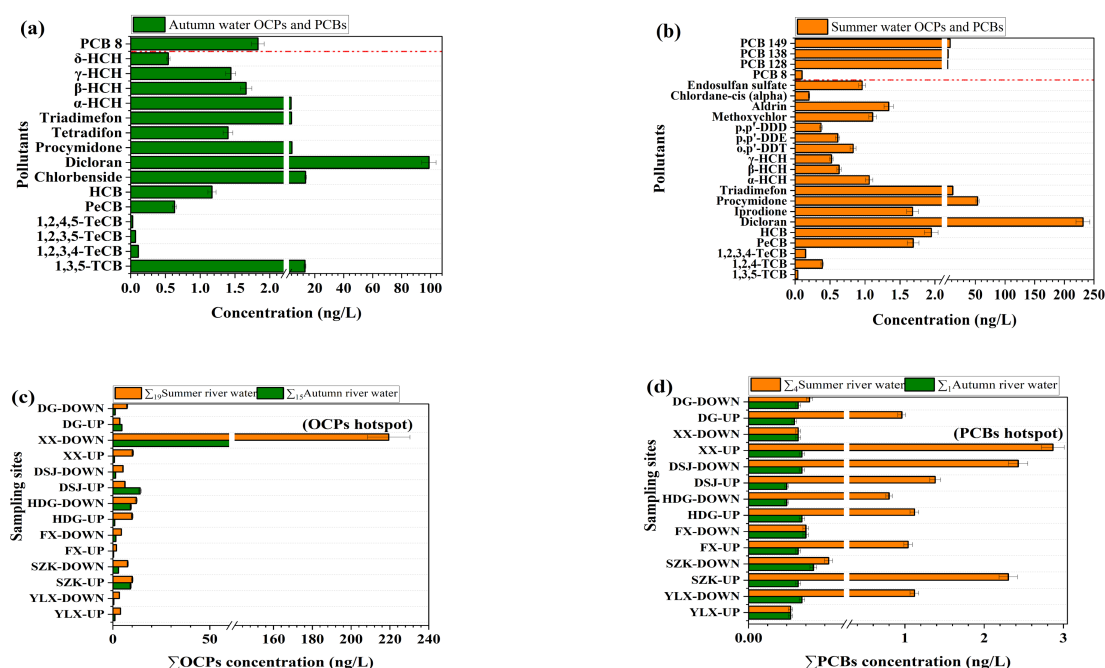 (a)
Autumn water OCPs and PCBs
PCB 8
δ-HCH
γ-HCH
β-HCH
α-HCH
Triadimefon
Tetradifon
Procymidone
Dicloran
Chlorbenside
HCB
PeCB
1,2,4,5-TeCB
1,2,3,5-TeCB
1,2,3,4-TeCB
1,3,5-TCB
Pollutants
0.0 0.5 1.0 1.5 2.0 20 40 60 80 100
Concentration (ng/L)
(b)
Summer water OCPs and PCBs
PCB 149
PCB 138
PCB 128
PCB 8
Endosulfan sulfate
Chlordane-cis (alpha)
Aldrin
Methoxychlor
p,p'-DDD
p,p'-DDE
o,p'-DDT
γ-HCH
β-HCH
α-HCH
Triadimefon
Procymidone
Iprodione
Dicloran
HCB
PeCB
1,2,3,4-TeCB
1,2,4-TCB
1,3,5-TCB
Pollutants
0.0 0.5 1.0 1.5 2.0 50 100 150 200 250
Concentration (ng/L)
(c)
∑19Summer river water ∑15Autumn river water
DG-DOWN
DG-UP
XX-DOWN
XX-UP
DSJ-DOWN
DSJ-UP
HDG-DOWN
HDG-UP
FX-DOWN
FX-UP
SZK-DOWN
SZK-UP
YLX-DOWN
YLX-UP
(OCPs hotspot)
Sampling sites
0 50 160 180 200 220 240
∑OCPs concentration (ng/L)
(d)
∑4Summer river water ∑1Autumn river water
DG-DOWN
DG-UP
XX-DOWN
XX-UP
DSJ-DOWN
DSJ-UP
HDG-DOWN
HDG-UP
FX-DOWN
FX-UP
SZK-DOWN
SZK-UP
YLX-DOWN
YLX-UP
(PCBs hotspot)
Sampling sites
0.00 1 2 3
∑PCBs concentration (ng/L)